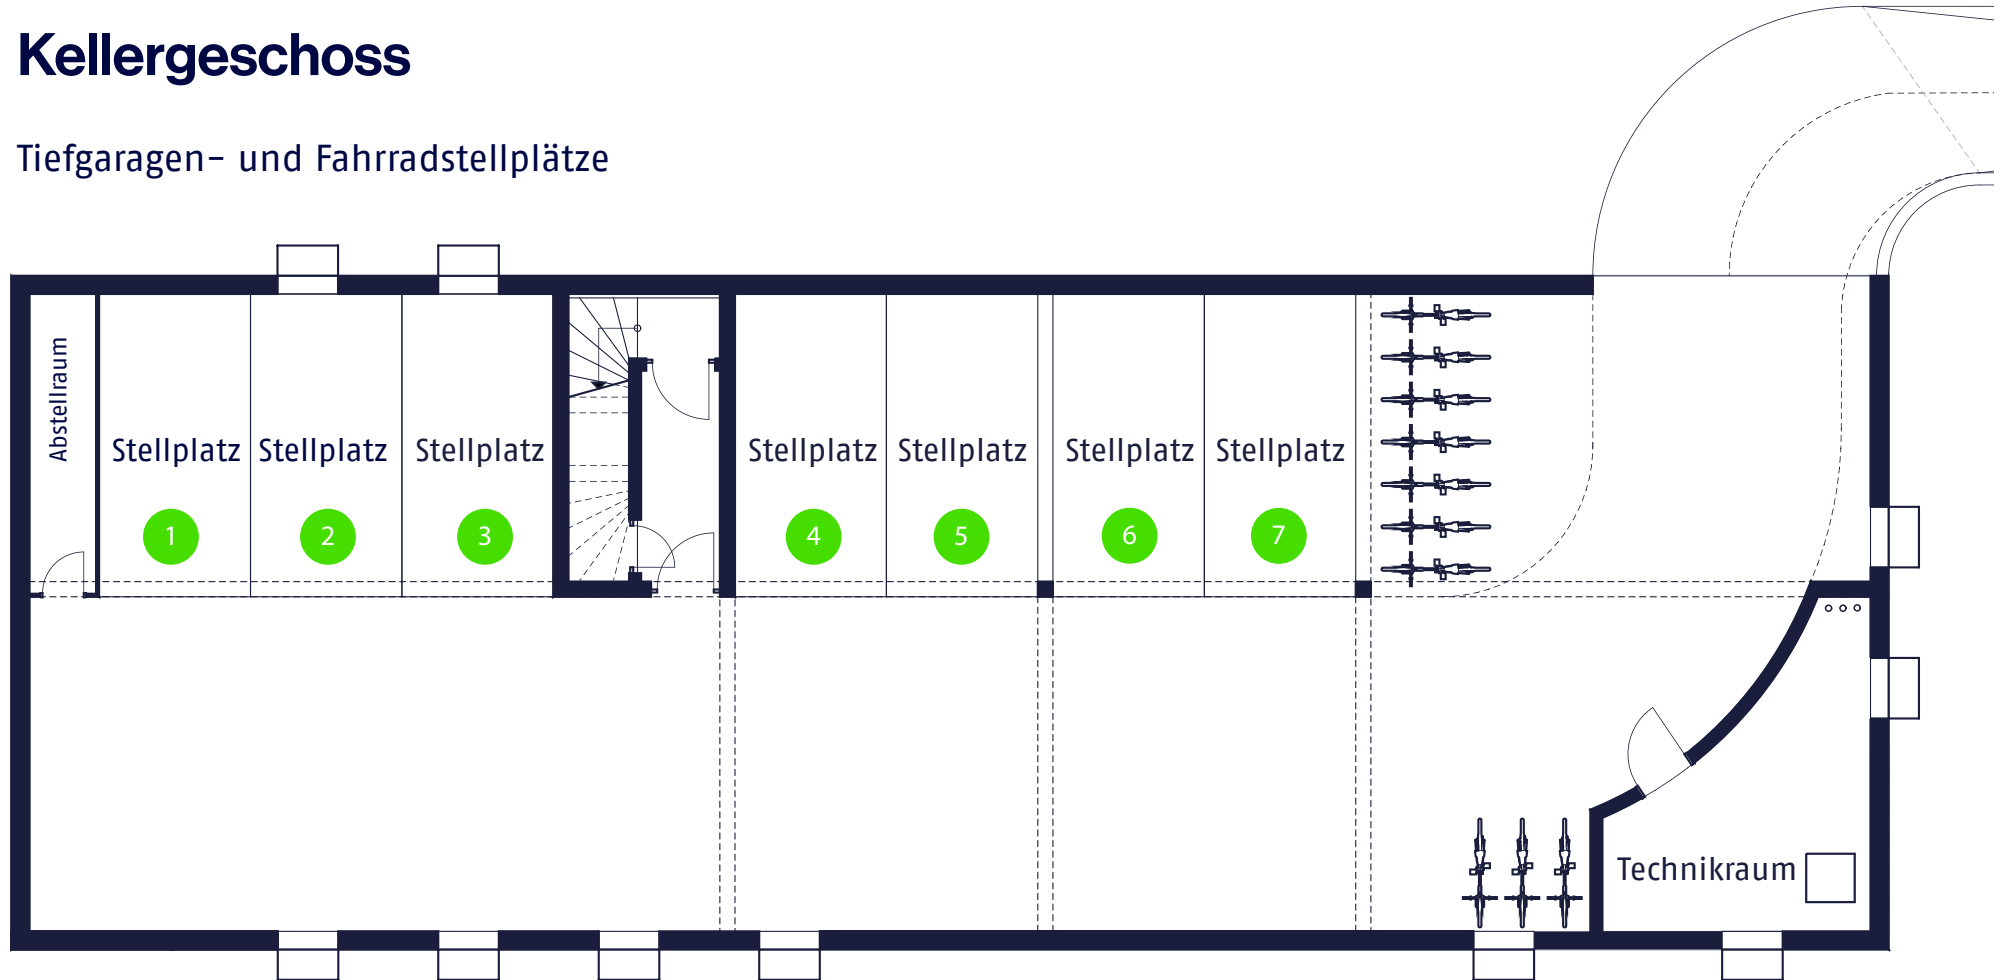 Kellergeschoss
Tiefgaragen- und Fahrradstellplätze
Abstellraum
Stellplatz
1
Stellplatz
2
Stellplatz
3
Stellplatz
4
Stellplatz
5
Stellplatz
6
Stellplatz
7
Technikraum